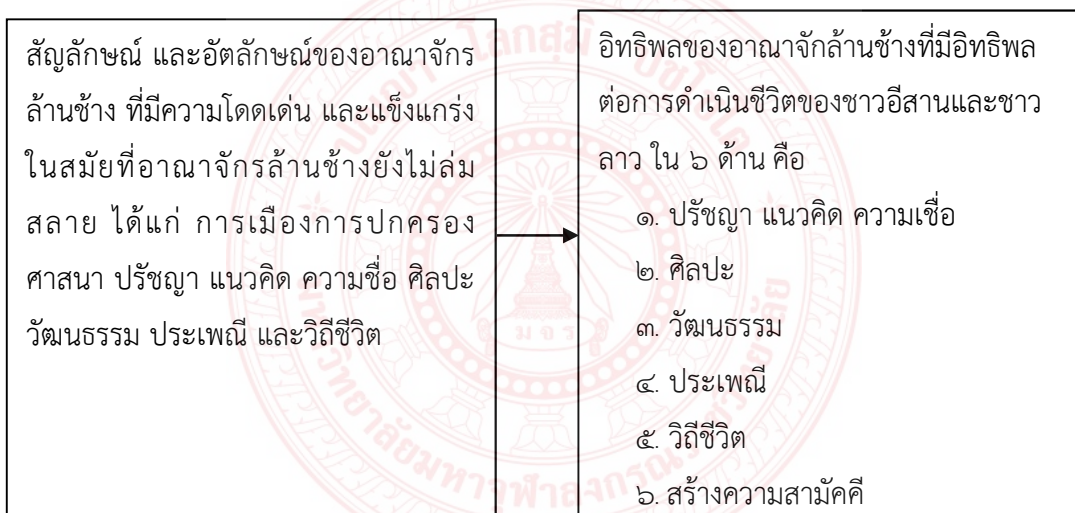 สัญลักษณ์ และอัตลักษณ์ของอาณาจักร
ล้านช้าง ที่มีความโดดเด่น และแข็งแกร่ง
ในสมัยที่อาณาจักรล้านช้างยังไม่ล่ม
สลาย ได้แก่ การเมืองการปกครอง
ศาสนา ปรัชญา แนวคิด ความชื่อ ศิลปะ
วัฒนธรรม ประเพณี และวิถีชีวิต
อิทธิพลของอาณาจักล้านช้างที่มีอิทธิพล
ต่อการดำเนินชีวิตของชาวอีสานและชาว
ลาว ใน ๖ ด้าน คือ
๑. ปรัชญา แนวคิด ความเชื่อ
๒. ศิลปะ
๓. วัฒนธรรม
๔. ประเพณี
๕. วิถีชีวิต
๖. สร้างความสามัคคี